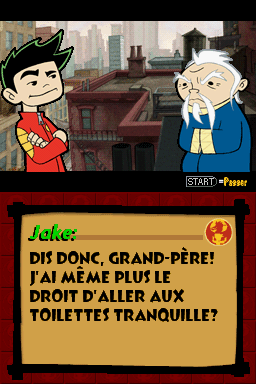 START =Passer
Jake:
DIS DONC, GRAND-PÈRE!
J'AI MÊME PLUS LE
DROIT D'ALLER AUX
TOILETTES TRANQUILLE?